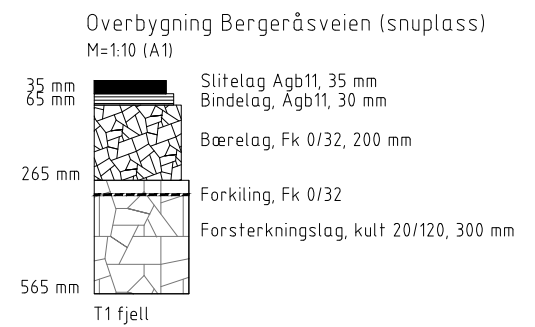 Overbygning Bergeråsveien (snuplass)
M=1:10 (A1)
35 mm
Slitelag Agb11, 35 mm
65 mm
Bindelag, Agb11, 30 mm
Bærelag, Fk 0/32, 200 mm
265 mm
Forkiling, Fk 0/32
Forsterkningslag, kult 20/120, 300 mm
565 mm
T1 fjell